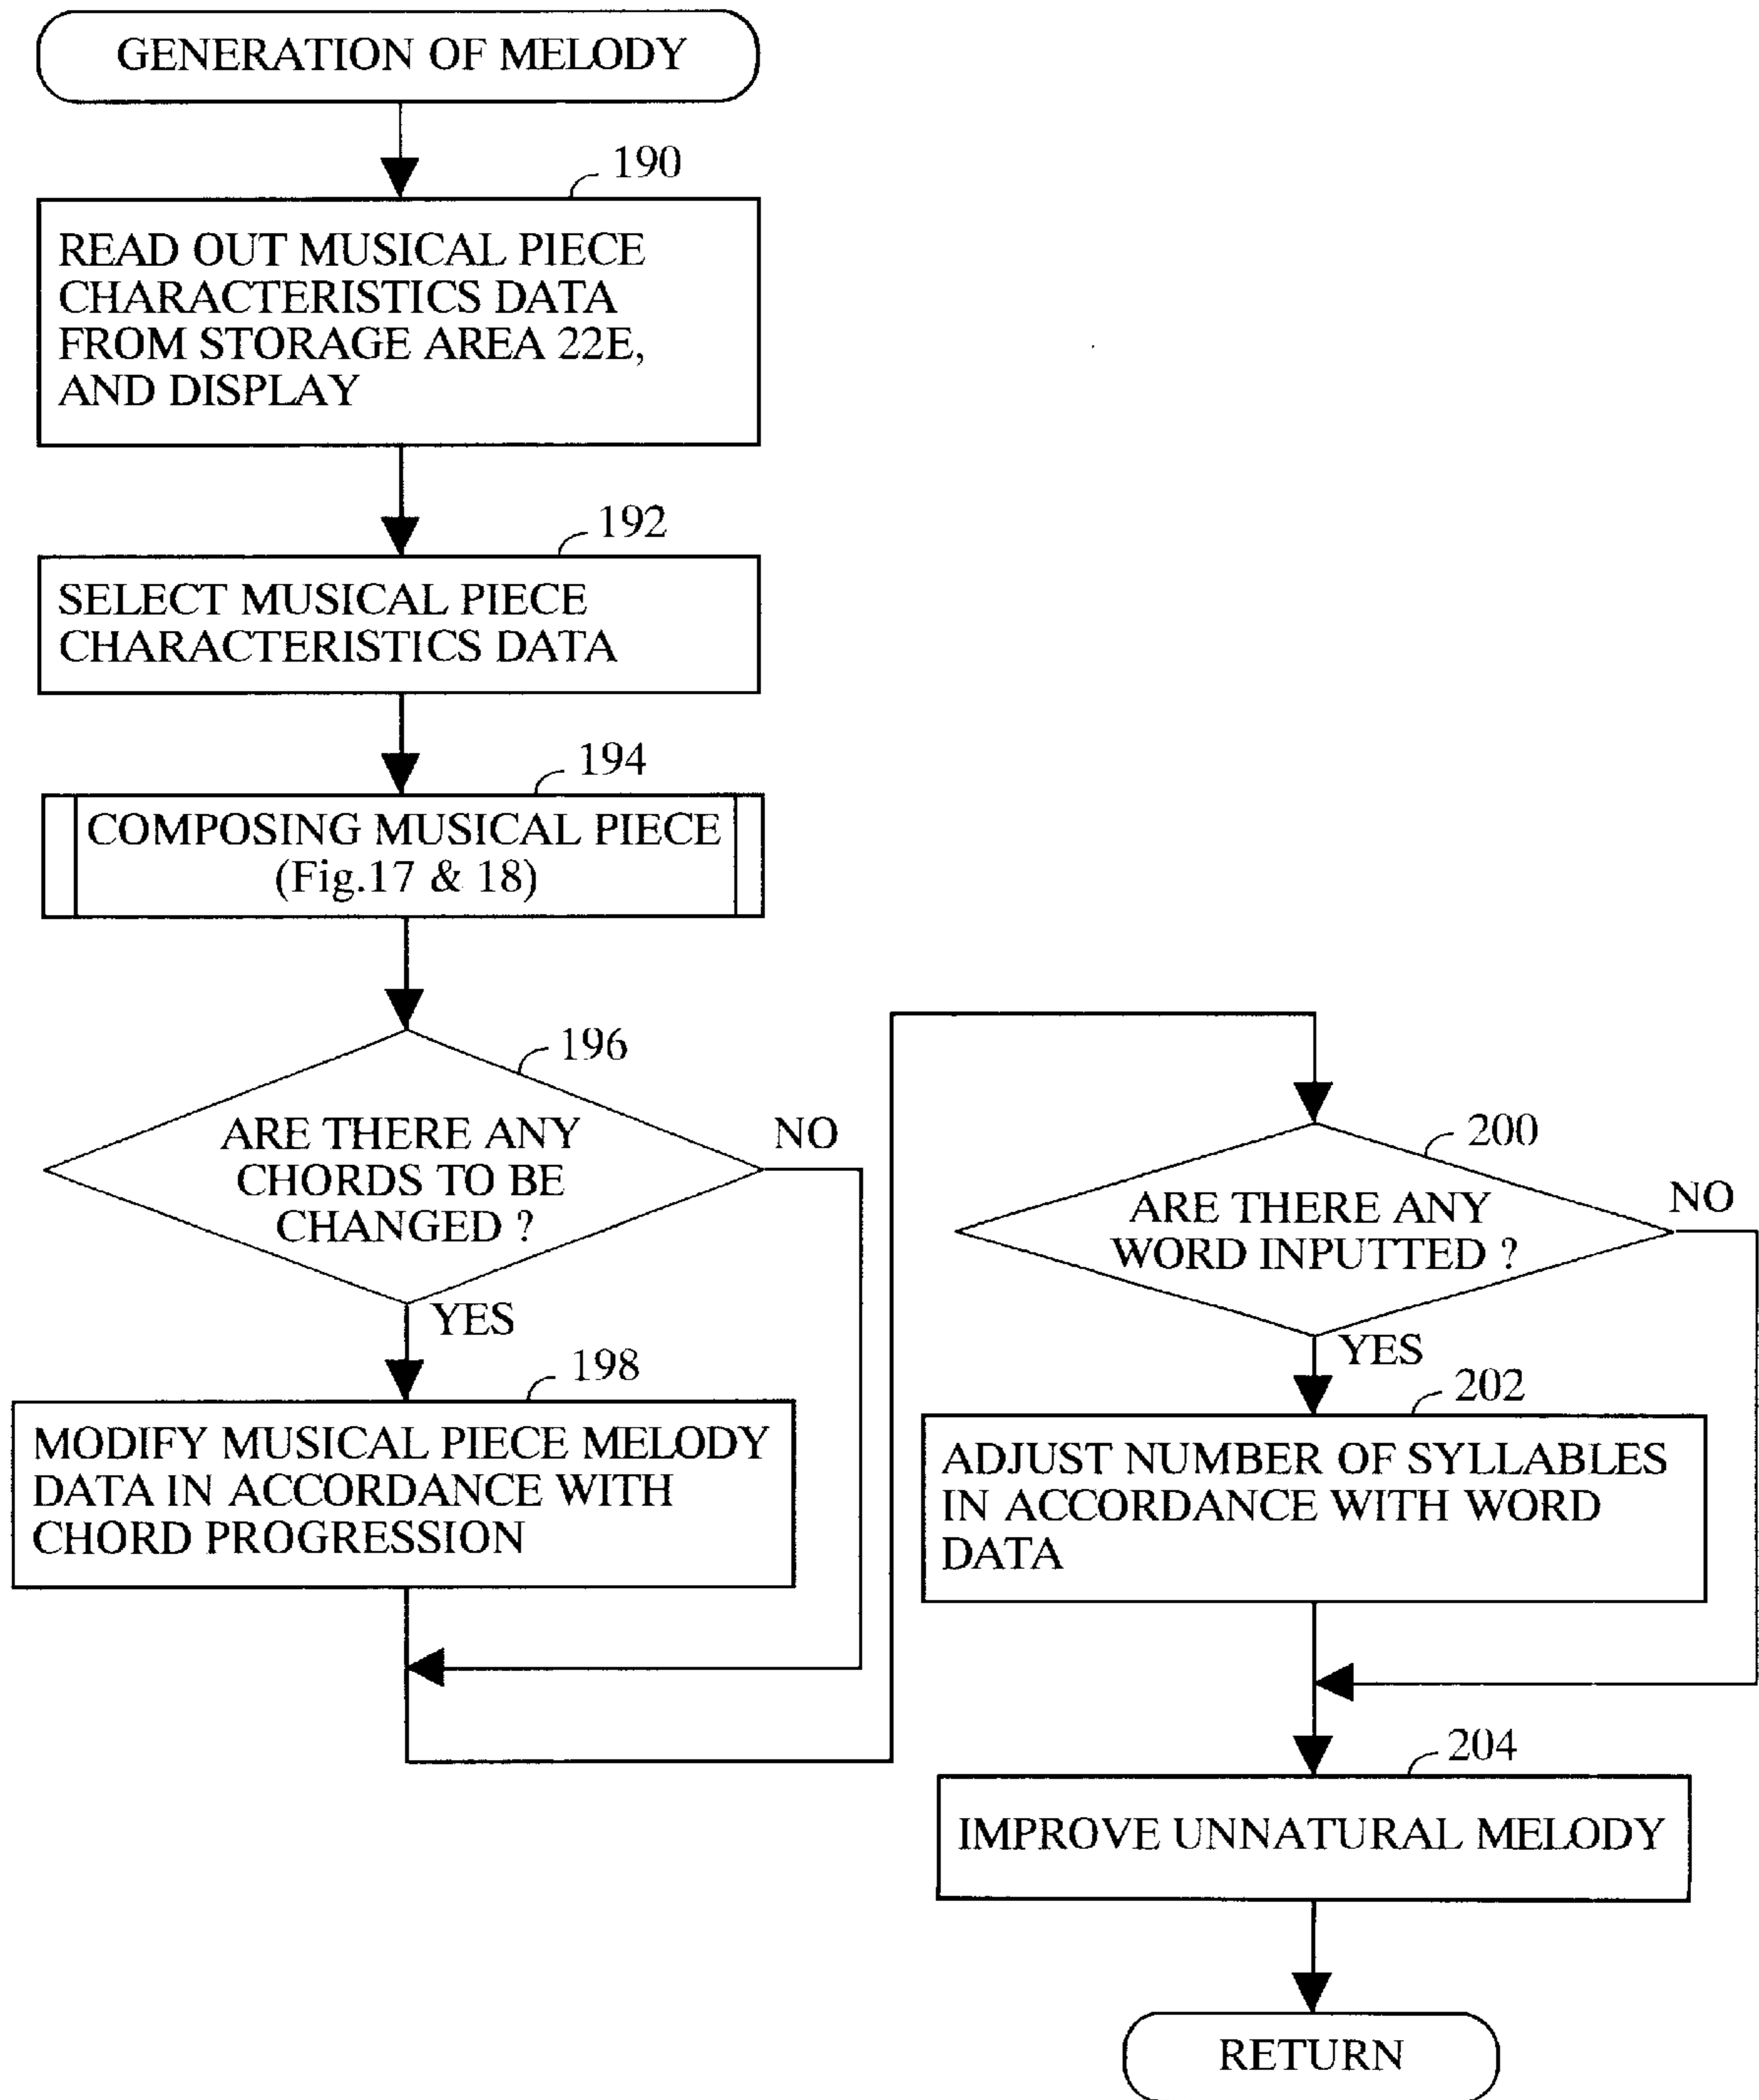 GENERATION OF MELODY
190
READ OUT MUSICAL PIECE
CHARACTERISTICS DATA
FROM STORAGE AREA 22E,
AND DISPLAY
192
SELECT MUSICAL PIECE
CHARACTERISTICS DATA
194
COMPOSING MUSICAL PIECE
(Fig.17 & 18)
196
ARE THERE ANY
CHORDS TO BE
CHANGED ?
NO
YES
198
MODIFY MUSICAL PIECE MELODY
DATA IN ACCORDANCE WITH
CHORD PROGRESSION
200
ARE THERE ANY
WORD INPUTTED ?
NO
YES
202
ADJUST NUMBER OF SYLLABLES
IN ACCORDANCE WITH WORD
DATA
204
IMPROVE UNNATURAL MELODY
RETURN